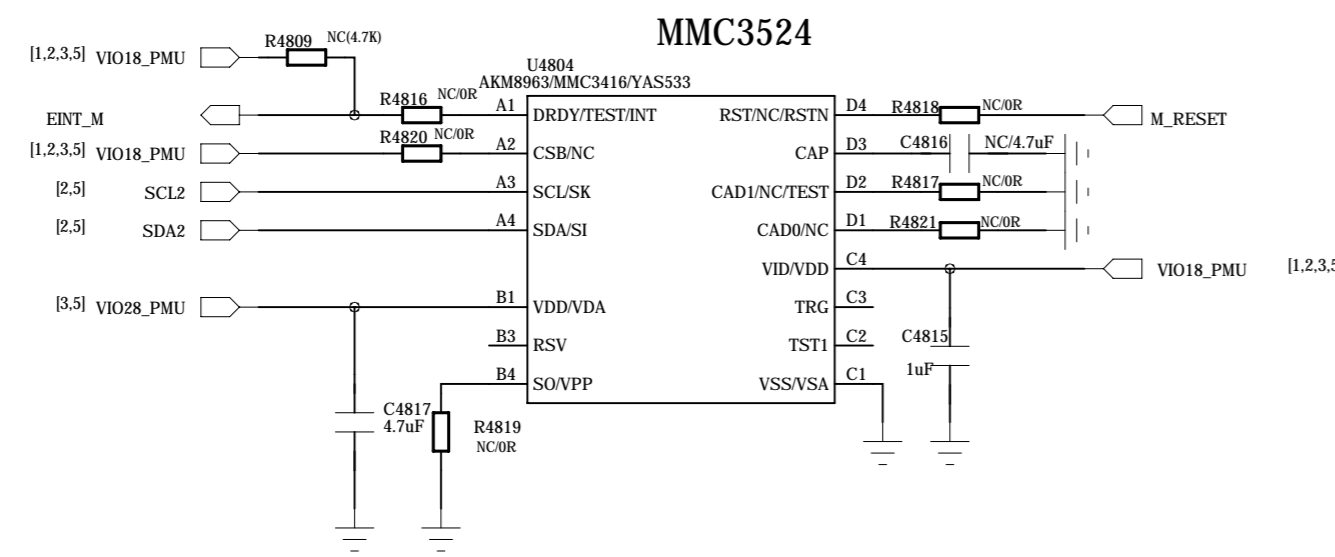 MMC3524
R4809 NC(4.7K)
[1,2,3,5] VIO18_PMU
U4804
AKM8963/MMC3416/YAS533
EINT_M
R4816 NC/0R A1 DRDY/TEST/INT
RST/NC/RSTN D4 R4818 NC/0R M_RESET
[1,2,3,5] VIO18_PMU R4820 NC/0R A2 CSB/NC
CAP D3 C4816 NC/4.7uF
[2,5] SCL2 A3 SCL/SK
CAD1/NC/TEST D2 R4817 NC/0R
[2,5] SDA2 A4 SDA/SI
CAD0/NC D1 R4821 NC/0R
VID/VDD C4 VIO18_PMU [1,2,3,5
[3,5] VIO28_PMU B1 VDD/VDA
TRG C3
B3 RSV
TST1 C2 C4815
1uF
B4 SO/VPP
VSS/VSA C1
C4817
4.7uF
R4819
NC/0R